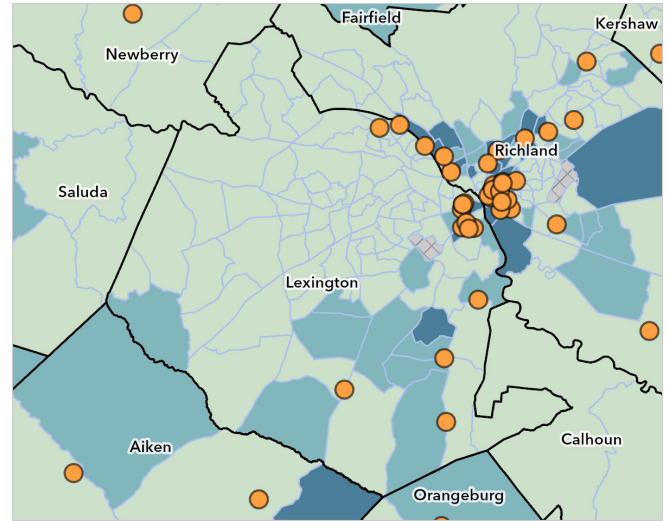 Fairfield
Kershaw
Newberry
Richland
Saluda
Lexington
Calhoun
Aiken
Orangeburg